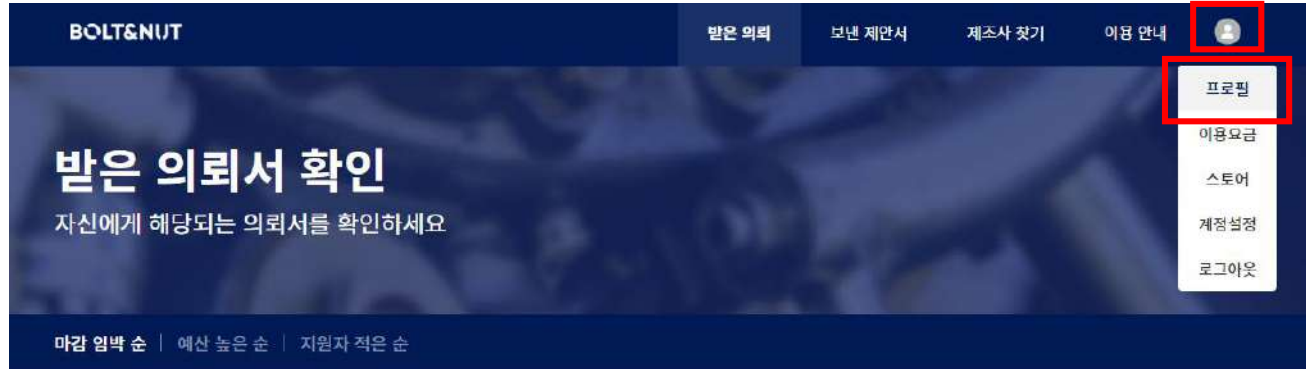 BOLT&NUT 받은 의뢰 보낸 제안서 제조사 찾기 이용 안내
프로필
이용요금
스토어
계정설정
로그아웃
받은 의뢰서 확인
자신에게 해당되는 의뢰서를 확인하세요
마감 임박 순 | 예산 높은 순 | 지원자 적은 순